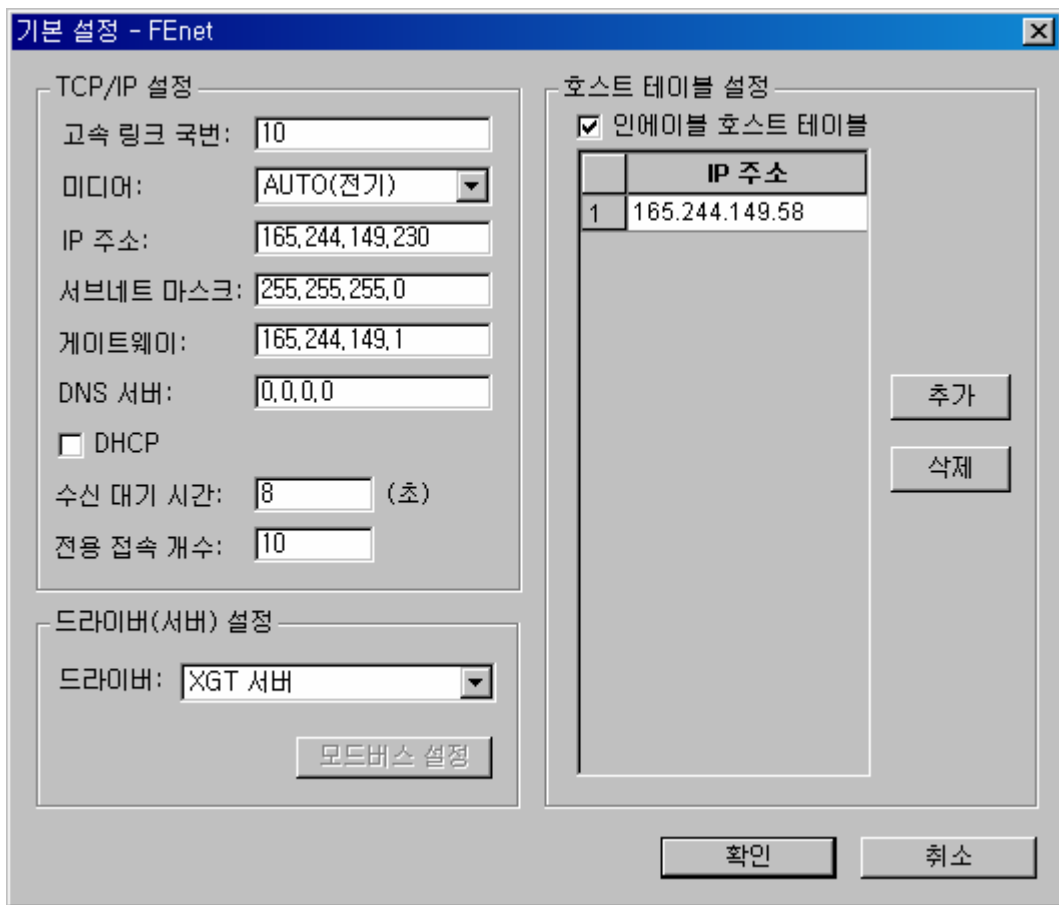 기본 설정 - FEnet
TCP/IP 설정
고속 링크 국번: 10
미디어: AUTO(전기)
IP 주소: 165,244,149,230
서브네트 마스크: 255,255,255,0
게이트웨이: 165,244,149,1
DNS 서버: 0,0,0,0
DHCP
수신 대기 시간: 8 (초)
전용 접속 개수: 10
드라이버(서버) 설정
드라이버: XGT 서버
모드버스 설정
호스트 테이블 설정
인에이블 호스트 테이블
IP 주소
1 165.244.149.58
추가
삭제
확인 취소